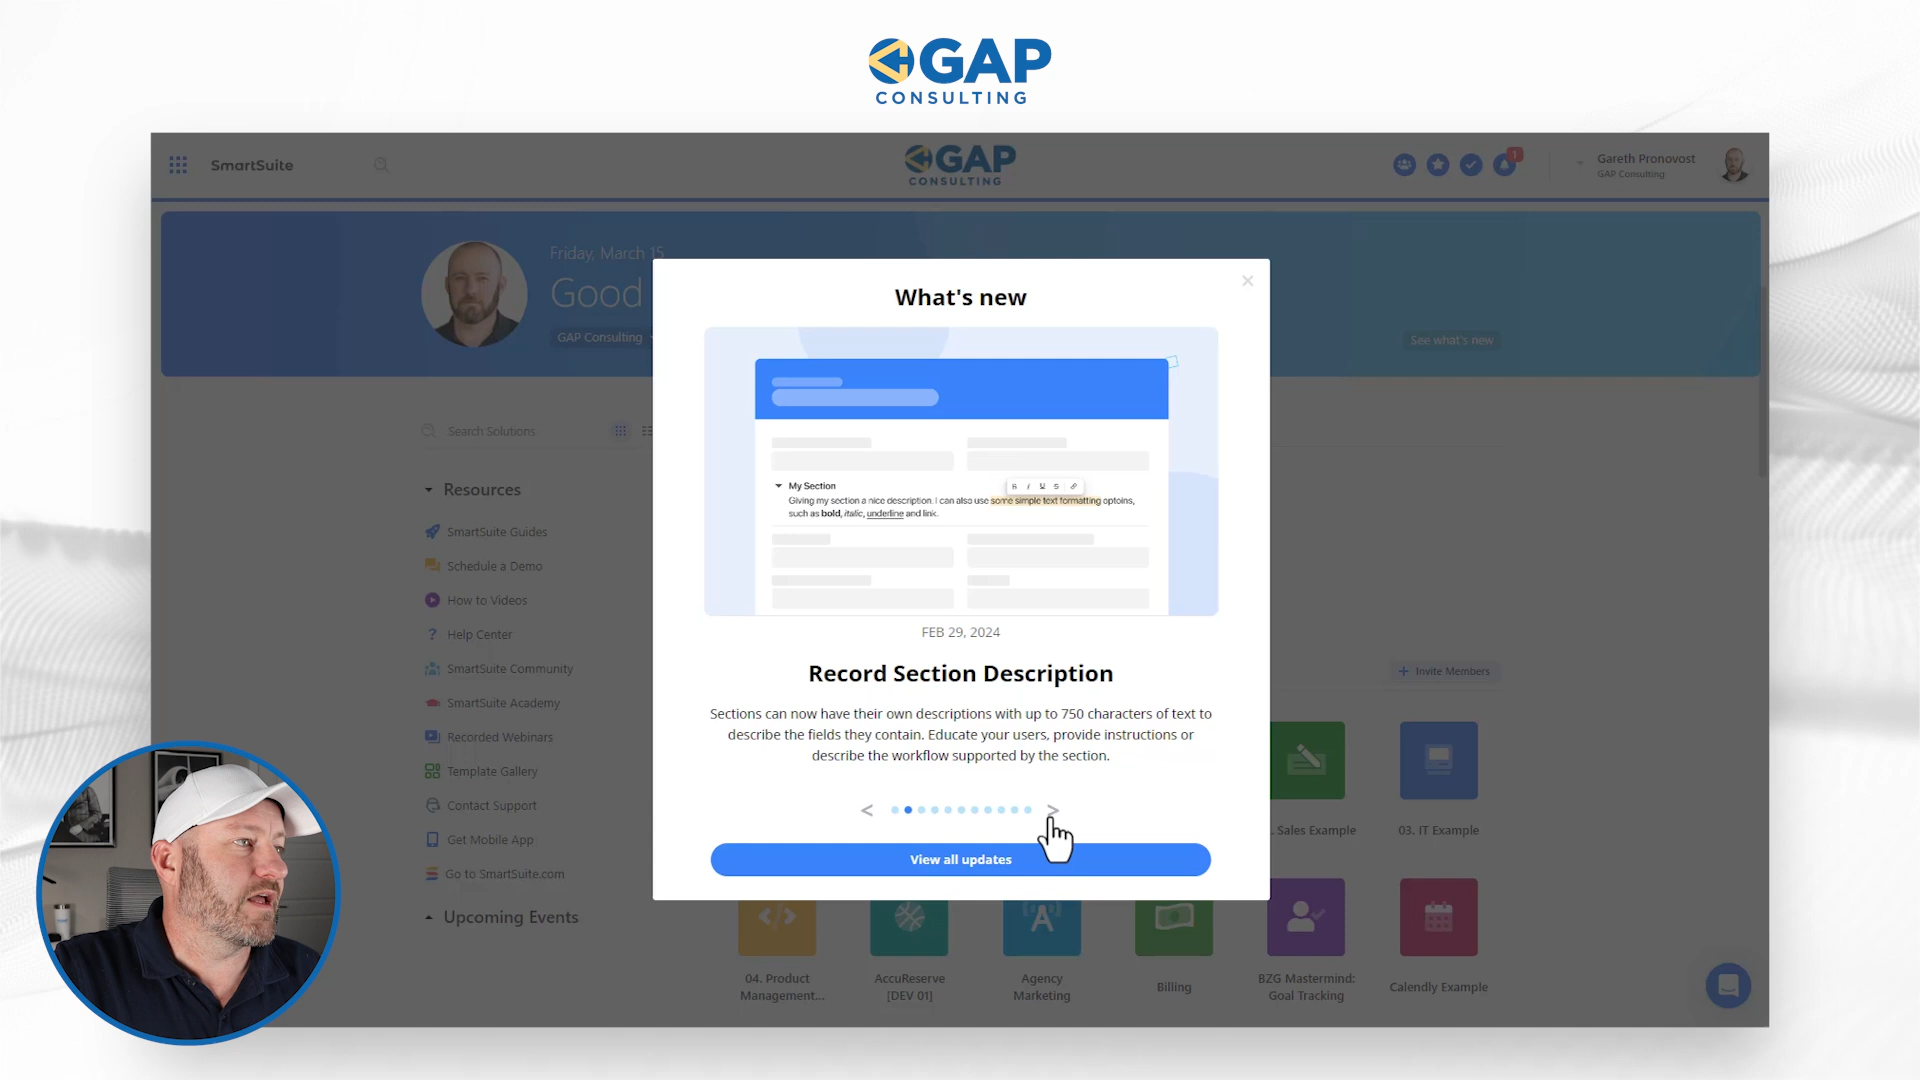 GAP
CONSULTING
SmartSuite
GAP
CONSULTING
1
Gareth Pronovost
GAP Consulting
Friday, March 15
Good
GAP Consulting
See what's new
What's new
Search Solutions
Resources
SmartSuite Guides
Schedule a Demo
How to Videos
? Help Center
SmartSuite Community
SmartSuite Academy
Recorded Webinars
Template Gallery
Contact Support
Get Mobile App
Go to SmartSuite.com
Upcoming Events
My Section
B I U S
Giving my section a nice description. I can also use some simple text formatting optoins,
such as bold, italic, underline and link.
FEB 29, 2024
Record Section Description
Sections can now have their own descriptions with up to 750 characters of text to
describe the fields they contain. Educate your users, provide instructions or
describe the workflow supported by the section.
< >
View all updates
+ Invite Members
. Sales Example
03. IT Example
04. Product
Management...
AccuReserve
[DEV 01]
Agency
Marketing
Billing
BZG Mastermind:
Goal Tracking
Calendly Example